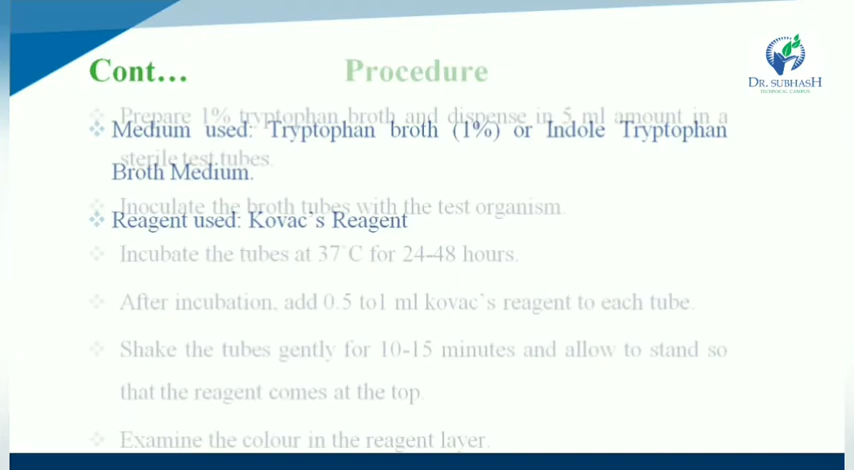 Cont… Procedure
DR. SUBHASH
TECHNICAL CAMPUS
Medium used: Tryptophan broth (1%) or Indole Tryptophan
Broth Medium.
Reagent used: Kovac's Reagent
Prepare 1% tryptophan broth and dispense in 5 ml amount in a
sterile test tubes.
Inoculate the broth tubes with the test organism.
Incubate the tubes at 37°C for 24-48 hours.
After incubation, add 0.5 to1 ml kovac's reagent to each tube.
Shake the tubes gently for 10-15 minutes and allow to stand so
that the reagent comes at the top.
Examine the colour in the reagent layer.